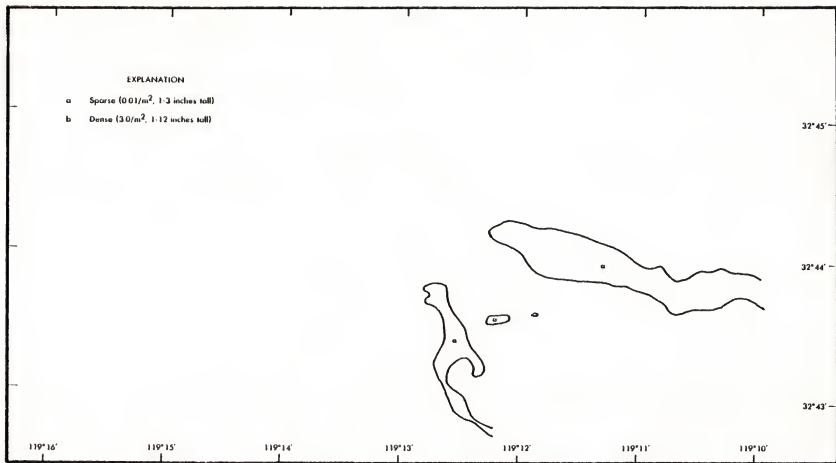 EXPLANATION
a Sparse (0.01/m², 1-3 inches tall)
b Dense (3.0/m², 1-12 inches tall)
32°45'
32°44'
32°43'
a
a
a
119°16' 119°15' 119°14' 119°13' 119°12' 119°11' 119°10'